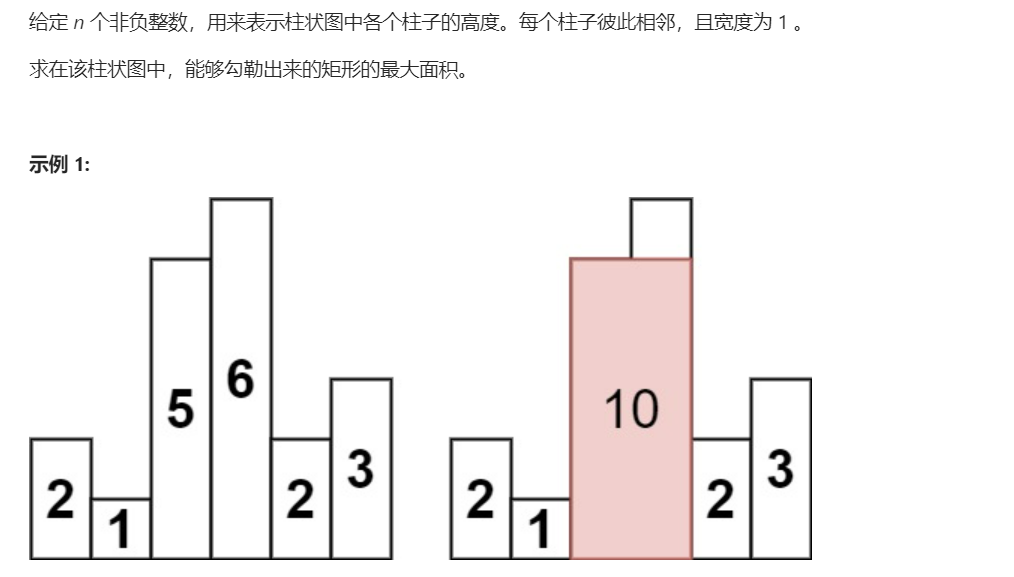 给定 n 个非负整数，用来表示柱状图中各个柱子的高度。每个柱子彼此相邻，且宽度为 1 。
求在该柱状图中，能够勾勒出来的矩形的最大面积。
示例 1:
2 1 5 6 2 3
2 1 10 2 3